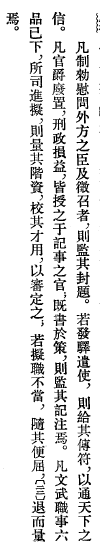 凡制勑慰問外方之臣及徵召者，則監其封題。若發驛遣使，則給其傳符，以通天下之
信。凡官爵廢置，刑政損益，皆授之于記事之官；既書於策，則監其記注焉。凡文武職事六
品已下，所司進擬，則量其階資，校其才用，以審定之；若擬職不當，隨其便屈，〔三〕退而量
焉。